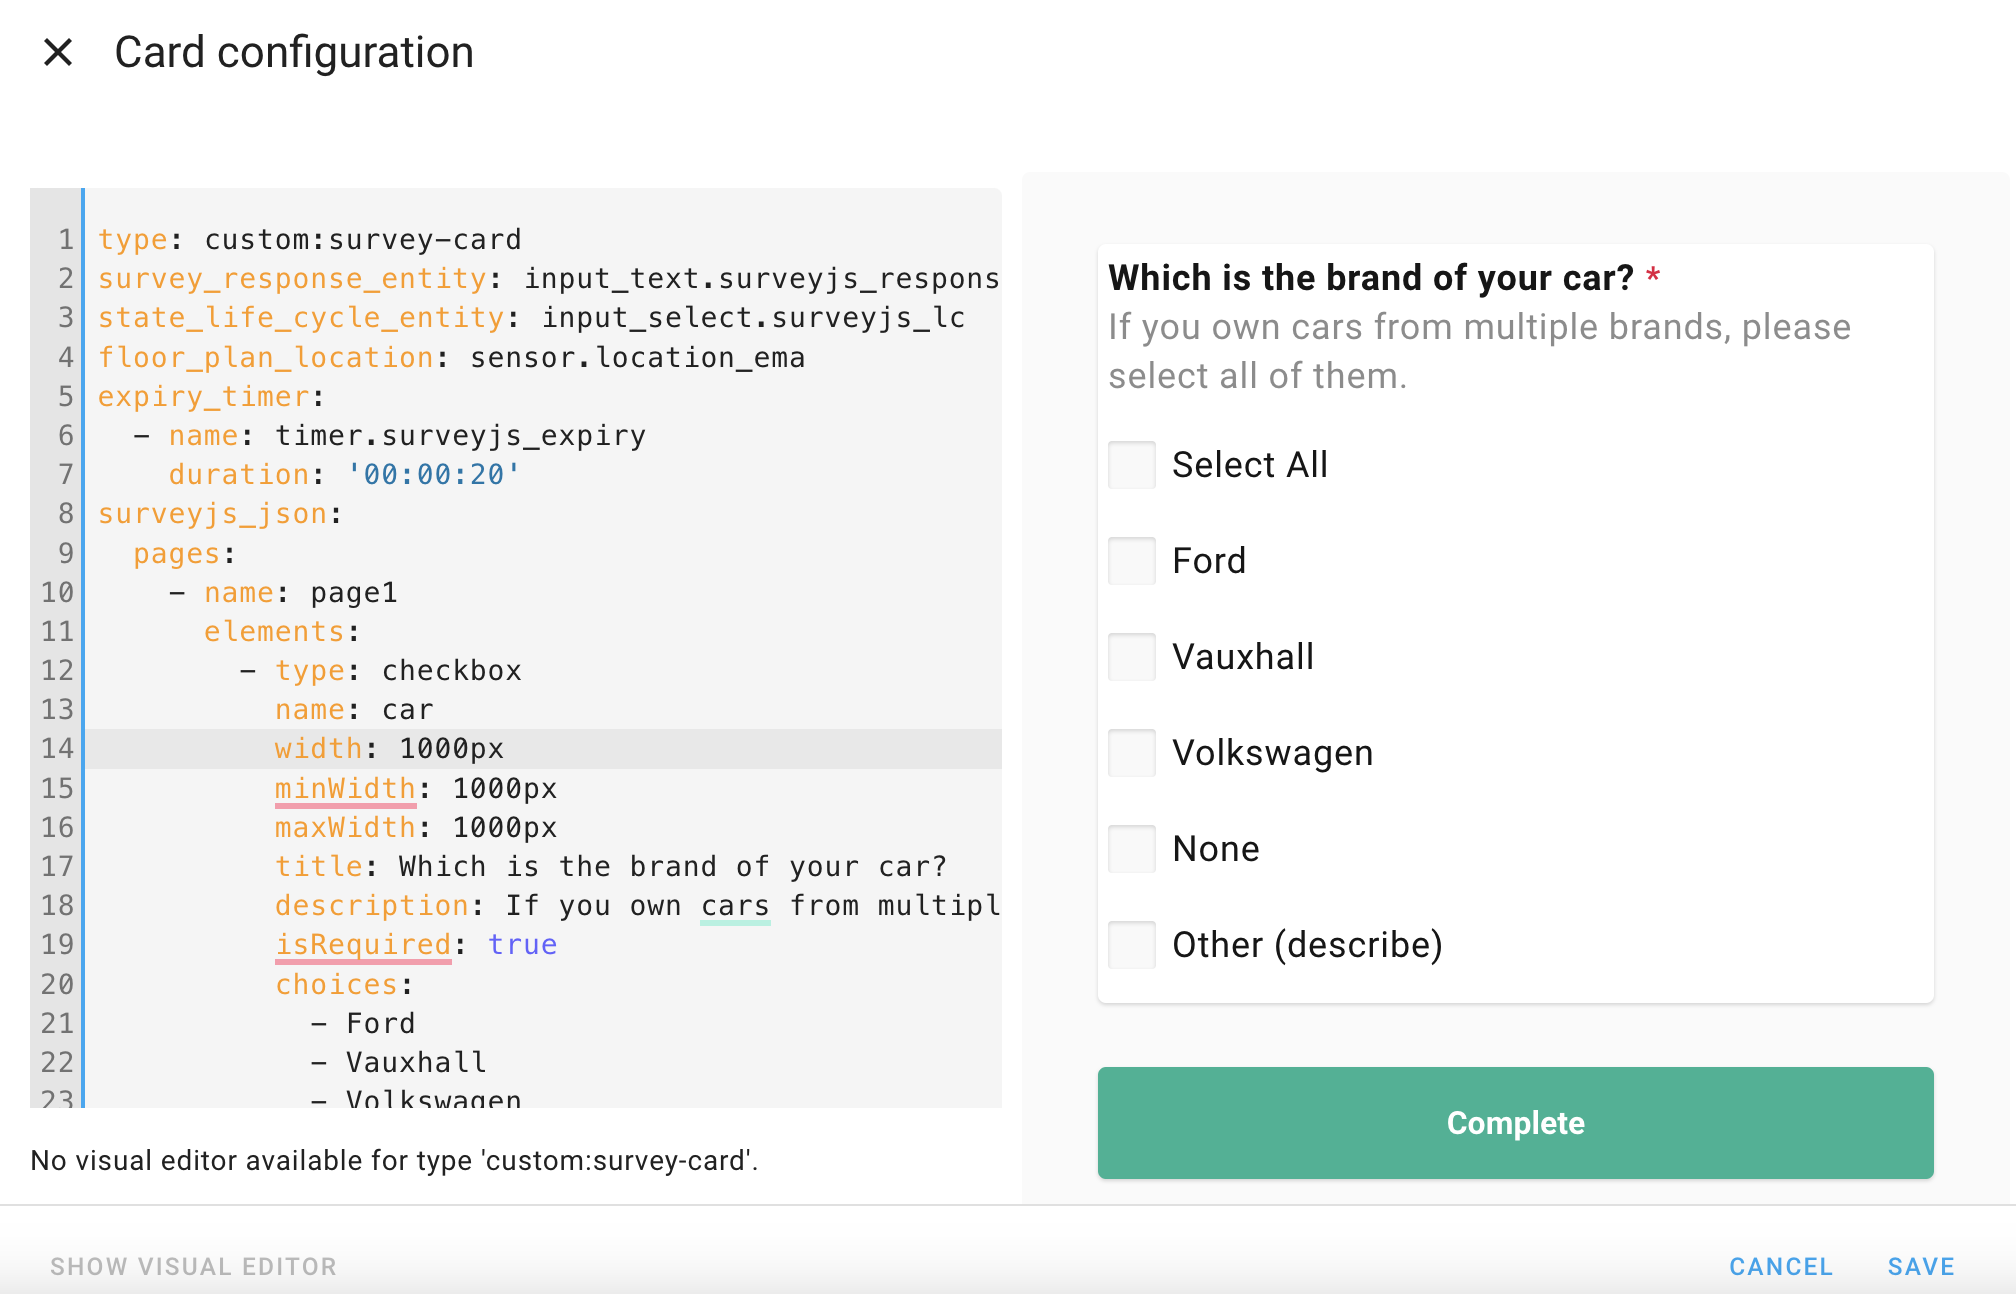 Card configuration
1 type: custom:survey-card
2 survey_response_entity: input_text.surveyjs_respons
3 state_life_cycle_entity: input_select.surveyjs_lc
4 floor_plan_location: sensor.location_ema
5 expiry_timer:
6 - name: timer.surveyjs_expiry
7 duration: '00:00:20'
8 surveyjs_json:
9 pages:
10 - name: page1
11 elements:
12 - type: checkbox
13 name: car
14 width: 1000px
15 minWidth: 1000px
16 maxWidth: 1000px
17 title: Which is the brand of your car?
18 description: If you own cars from multipl
19 isRequired: true
20 choices:
21 - Ford
22 - Vauxhall
23 - Volkswagen
No visual editor available for type 'custom:survey-card'.
Which is the brand of your car? *
If you own cars from multiple brands, please
select all of them.
Select All
Ford
Vauxhall
Volkswagen
None
Other (describe)
Complete
SHOW VISUAL EDITOR
CANCEL
SAVE